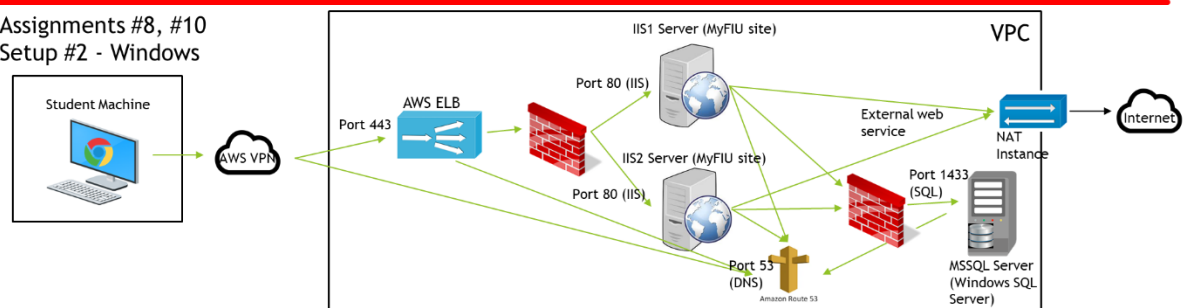 Assignments #8, #10
Setup #2 - Windows
Student Machine
AWS VPN
Port 443
AWS ELB
Port 80 (IIS)
IIS1 Server (MyFIU site)
IIS2 Server (MyFIU site)
Port 80 (IIS)
VPC
External web
service
NAT
Instance
Internet
Port 1433
(SQL)
Port 53
(DNS)
Amazon Route 53
MSSQL Server
(Windows SQL
Server)